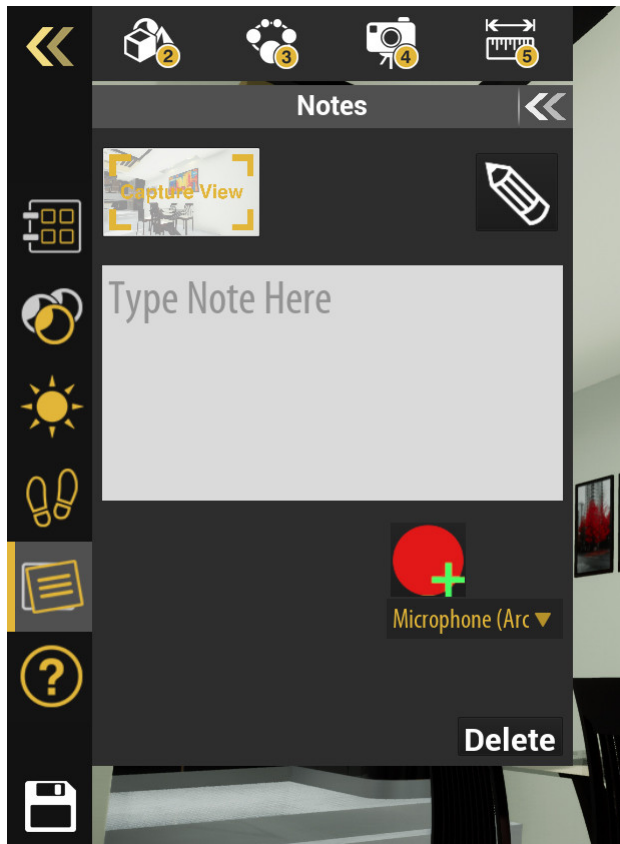 2 3 4 5
Notes
Capture View
Type Note Here
?
Microphone (Arc
Delete